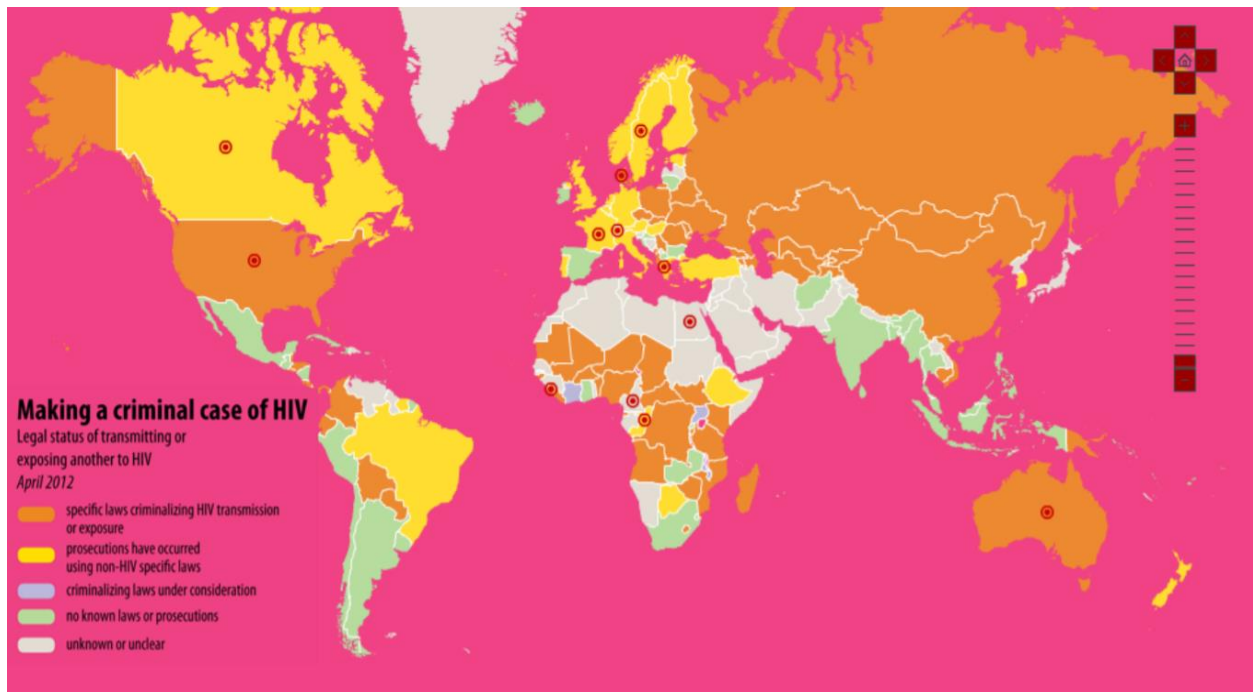 Making a criminal case of HIV
Legal status of transmitting or
exposing another to HIV
April 2012
specific laws criminalizing HIV transmission
or exposure
prosecutions have occurred
using non-HIV specific laws
criminalizing laws under consideration
no known laws or prosecutions
unknown or unclear